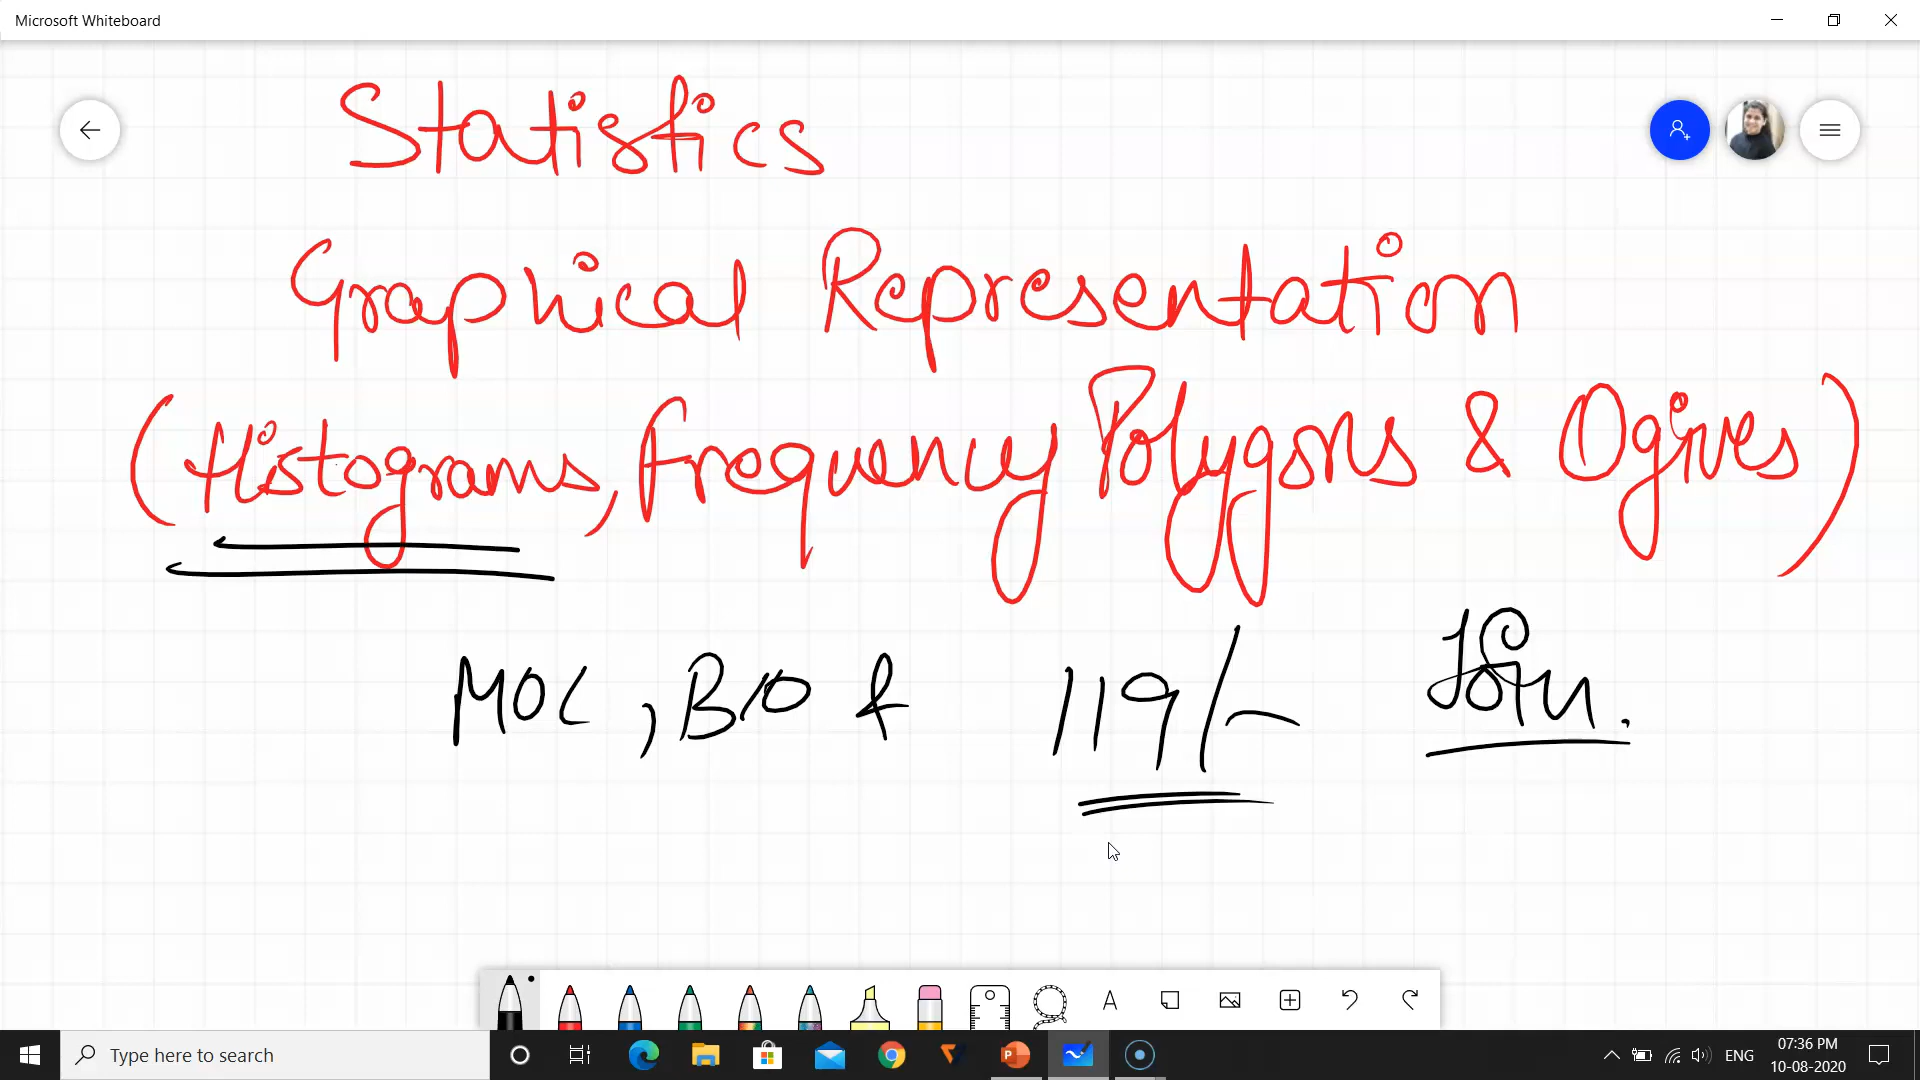 Microsoft Whiteboard
Statistics
Graphical Representation
(Histograms, Frequency Polygons & Ogives)
MOC, BIO & 119/- Join.
Type here to search
ENG
07:36 PM
10-08-2020